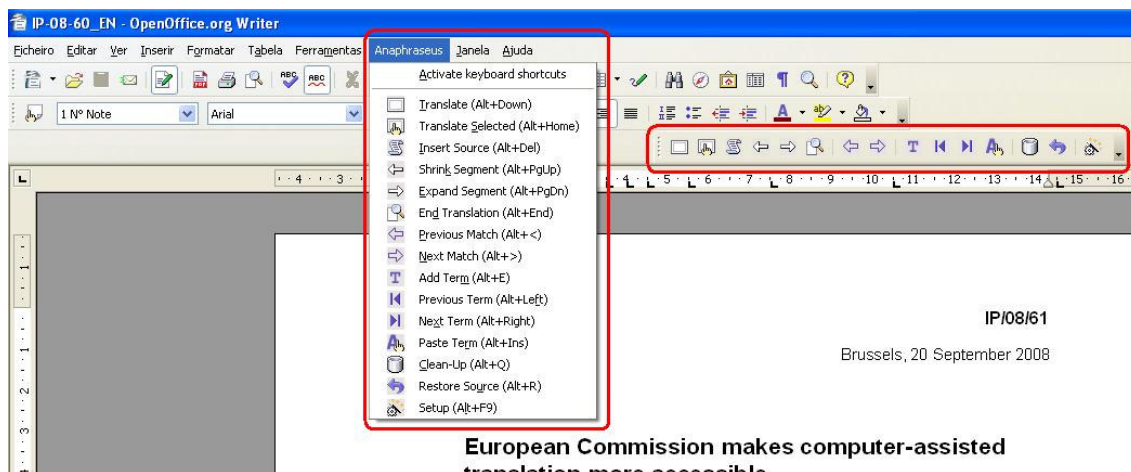 IP-08-60_EN - OpenOffice.org Writer
Ficheiro Editar Ver Inserir Formatar Tabela Ferramentas Anaphraseus Janela Ajuda
Activate keyboard shortcuts
1 Nº Note Arial
Translate (Alt+Down)
Translate Selected (Alt+Home)
Insert Source (Alt+Del)
Shrink Segment (Alt+PgUp)
Expand Segment (Alt+PgDn)
End Translation (Alt+End)
Previous Match (Alt+<)
Next Match (Alt+>)
Add Term (Alt+E)
Previous Term (Alt+Left)
Next Term (Alt+Right)
Paste Term (Alt+Ins)
Clean-Up (Alt+Q)
Restore Source (Alt+R)
Setup (Alt+F9)
IP/08/61
Brussels, 20 September 2008
European Commission makes computer-assisted
translation more accessible